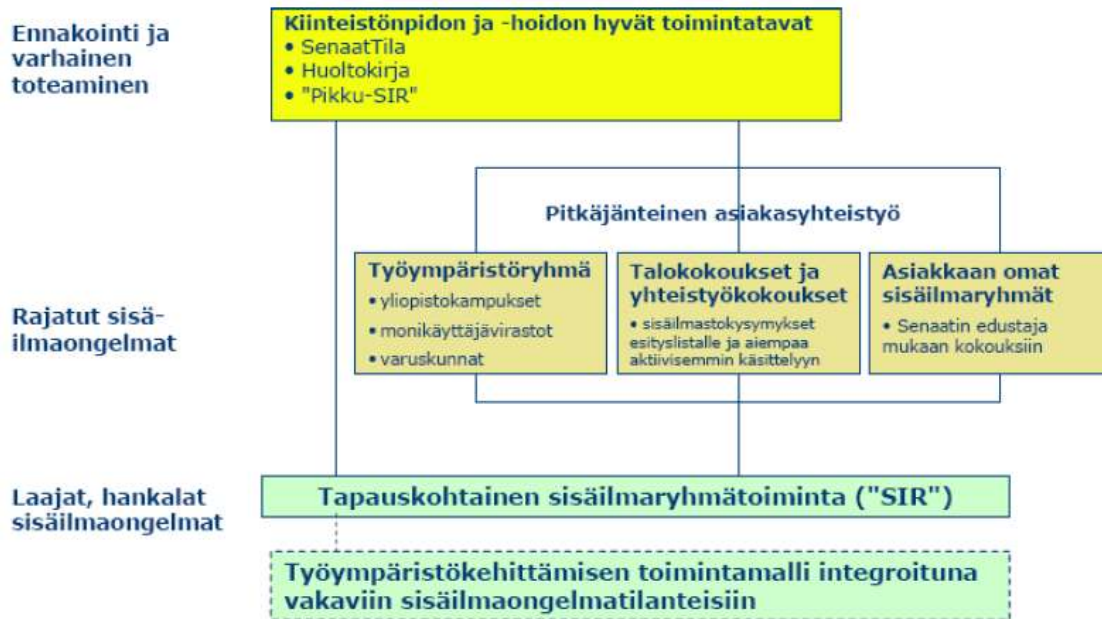 Ennakointi ja
varhainen
toteaminen
Kiinteistönpidon ja -hoidon hyvät toimintatavat
• SenaatTila
• Huoltokirja
• "Pikku-SIR"
Pitkäjänteinen asiakasyhteistyö
Rajatut sisä-
ilmaongelmat
Työympäristöryhmä
• yliopistokampukset
• monikäyttäjävirastot
• varuskunnat
Talokokoukset ja
yhteistyökokoukset
• sisäilmastokysymykset
esityslistalle ja aiempaa
aktiivisemmin käsittelyyn
Asiakkaan omat
sisäilmaryhmät
• Senaatin edustaja
mukaan kokouksiin
Laajat, hankalat
sisäilmaongelmat
Tapauskohtainen sisäilmaryhmätoiminta ("SIR")
Työympäristökehittämisen toimintamalli integroituna
vakaviin sisäilmaongelmatilanteisiin